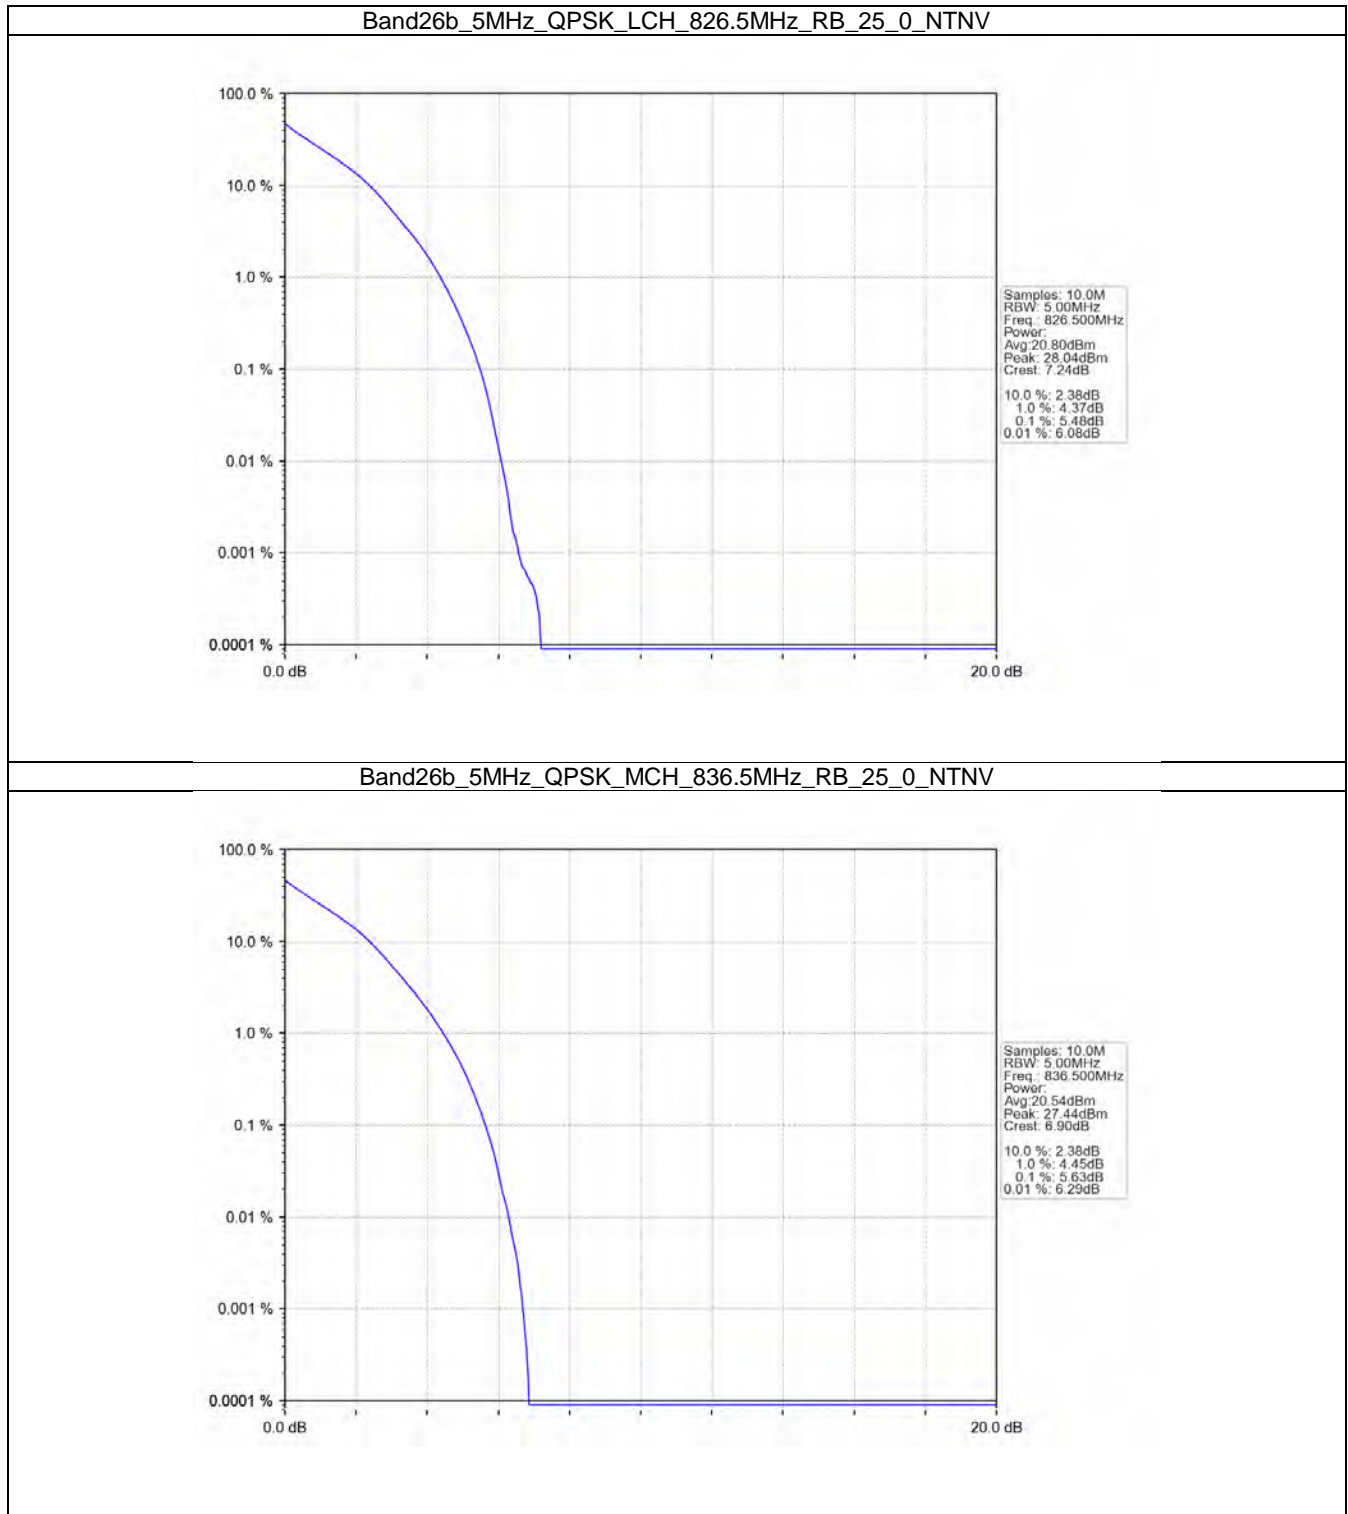 Band26b_5MHz_QPSK_LCH_826.5MHz_RB_25_0_NTNV
100.0 %
10.0 %
1.0 %
0.1 %
0.01 %
0.001 %
0.0001 %
0.0 dB
20.0 dB
Samples: 10.0M
RBW: 5.00MHz
Freq.: 826.500MHz
Power:
Avg:20.80dBm
Peak: 28.04dBm
Crest: 7.24dB
10.0 %: 2.38dB
1.0 %: 4.37dB
0.1 %: 5.48dB
0.01 %: 6.08dB
Band26b_5MHz_QPSK_MCH_836.5MHz_RB_25_0_NTNV
100.0 %
10.0 %
1.0 %
0.1 %
0.01 %
0.001 %
0.0001 %
0.0 dB
20.0 dB
Samples: 10.0M
RBW: 5.00MHz
Freq.: 836.500MHz
Power:
Avg:20.54dBm
Peak: 27.44dBm
Crest: 6.90dB
10.0 %: 2.38dB
1.0 %: 4.45dB
0.1 %: 5.63dB
0.01 %: 6.29dB